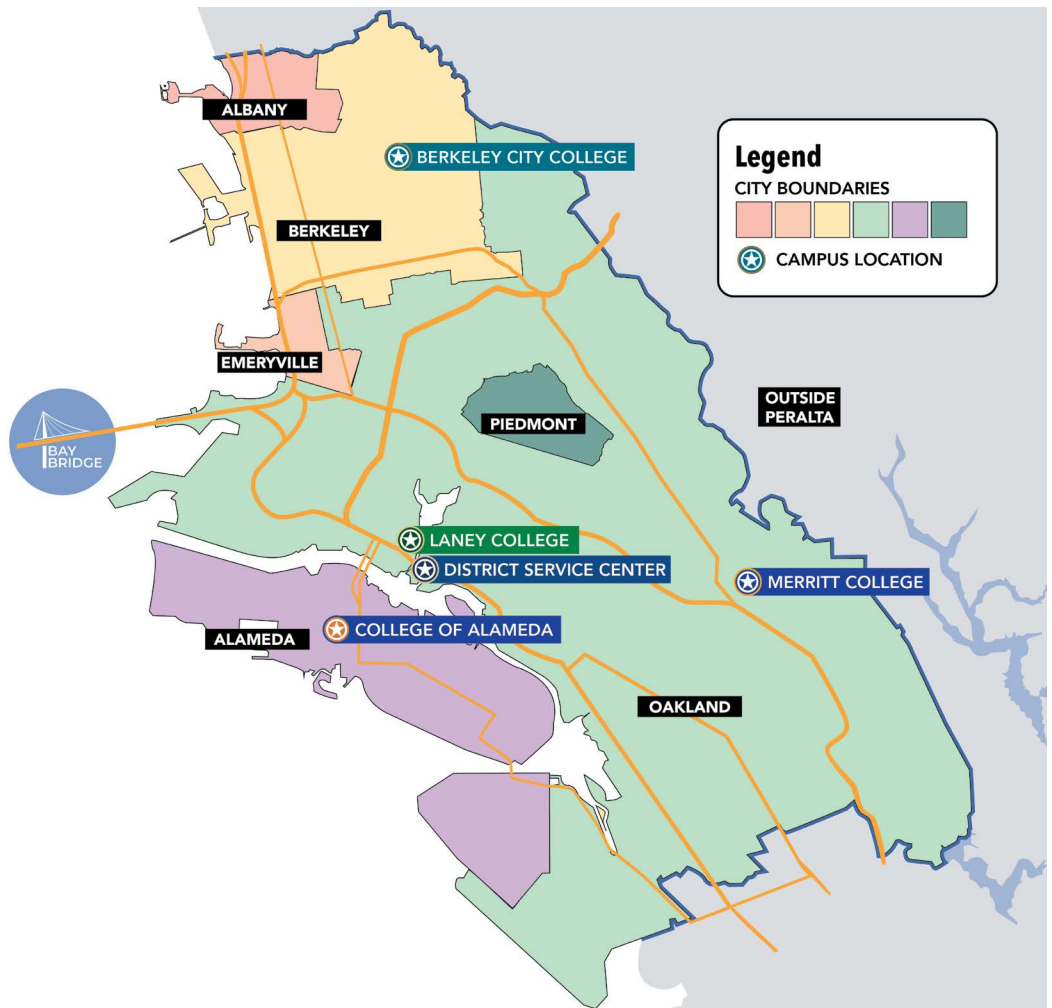 ALBANY
BERKELEY CITY COLLEGE
Legend
CITY BOUNDARIES
CAMPUS LOCATION
BERKELEY
EMERYVILLE
OUTSIDE
PERALTA
PIEDMONT
BAY
BRIDGE
LANEY COLLEGE
DISTRICT SERVICE CENTER
MERRITT COLLEGE
COLLEGE OF ALAMEDA
ALAMEDA
OAKLAND